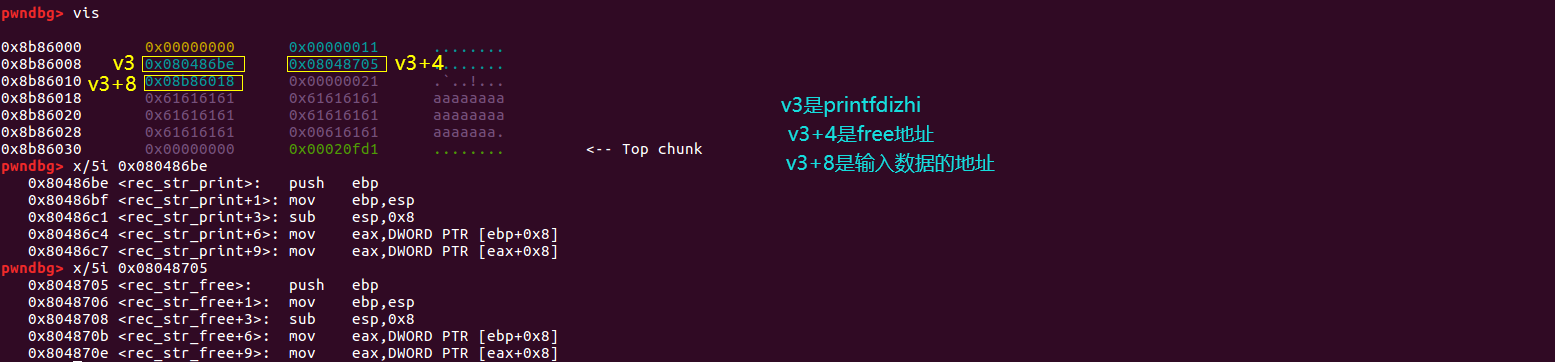 pwndbg> vis
0x8b86000 0x00000000 0x00000011 ........
v3 0x8b86008 0x080486be 0x08048705 v3+4 .......
v3+8 0x8b86010 0x08b86018 0x00000021 .`..!...
0x8b86018 0x61616161 0x61616161 aaaaaaaa
0x8b86020 0x61616161 0x61616161 aaaaaaaa
0x8b86028 0x61616161 0x00616161 aaaaaaa.
0x8b86030 0x00000000 0x00020fd1 ........ <-- Top chunk
v3是printfdizhi
v3+4是free地址
v3+8是输入数据的地址
pwndbg> x/5i 0x080486be
0x80486be <rec_str_print>: push ebp
0x80486bf <rec_str_print+1>: mov ebp,esp
0x80486c1 <rec_str_print+3>: sub esp,0x8
0x80486c4 <rec_str_print+6>: mov eax,DWORD PTR [ebp+0x8]
0x80486c7 <rec_str_print+9>: mov eax,DWORD PTR [eax+0x8]
pwndbg> x/5i 0x08048705
0x8048705 <rec_str_free>: push ebp
0x8048706 <rec_str_free+1>: mov ebp,esp
0x8048708 <rec_str_free+3>: sub esp,0x8
0x804870b <rec_str_free+6>: mov eax,DWORD PTR [ebp+0x8]
0x804870e <rec_str_free+9>: mov eax,DWORD PTR [eax+0x8]